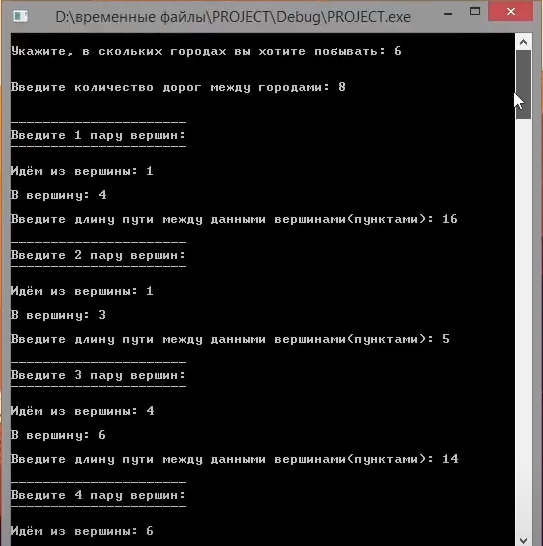 D:\временные файлы\PROJECT\Debug\PROJECT.exe
Укажите, в скольких городах вы хотите побывать: 6
Введите количество дорог между городами: 8
Введите 1 пару вершин:
Идём из вершины: 1
В вершину: 4
Введите длину пути между данными вершинами(пунктами): 16
Введите 2 пару вершин:
Идём из вершины: 1
В вершину: 3
Введите длину пути между данными вершинами(пунктами): 5
Введите 3 пару вершин:
Идём из вершины: 4
В вершину: 6
Введите длину пути между данными вершинами(пунктами): 14
Введите 4 пару вершин:
Идём из вершины: 6